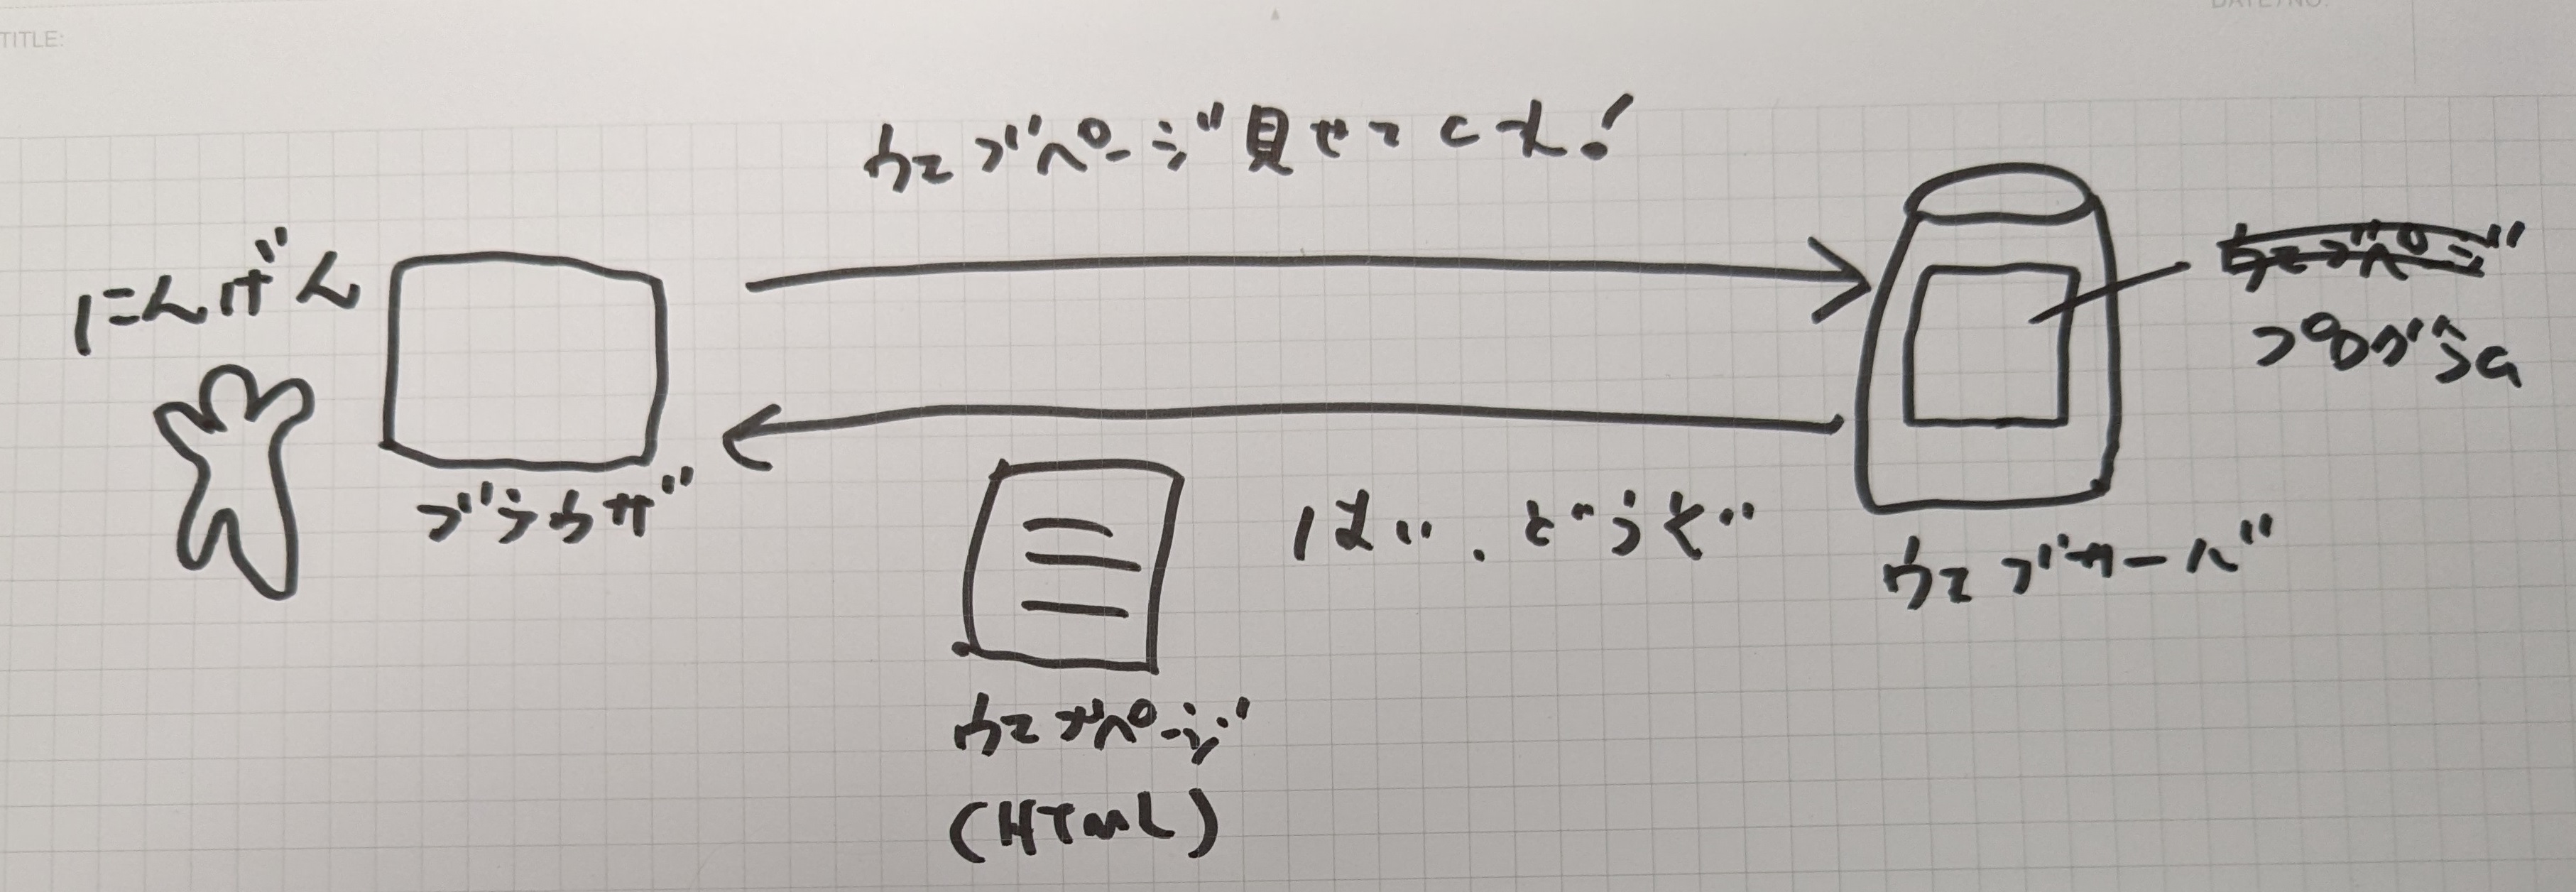 TITLE:
DATE/NO.
ウェブページ見せてくれ!
にんげん
ブラウザ
ウェブページ
プログラム
はい、どうぞ
ウェブサーバ
ウェブページ
(HTML)